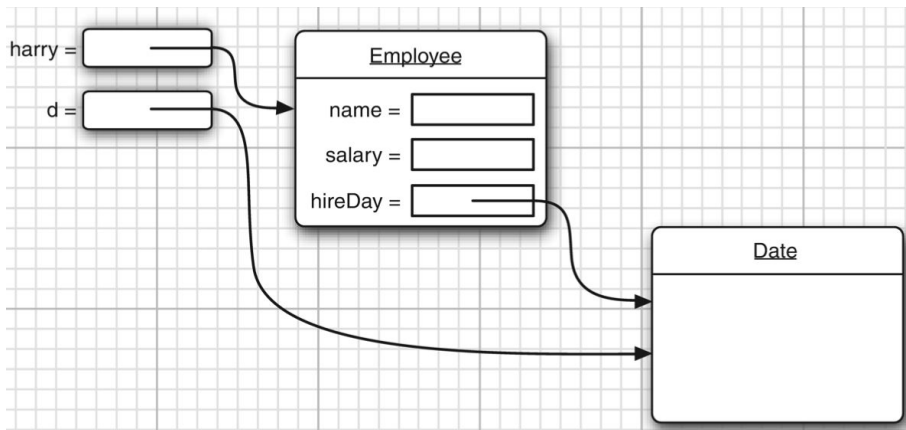 harry =
d =
Employee
name =
salary =
hireDay =
Date